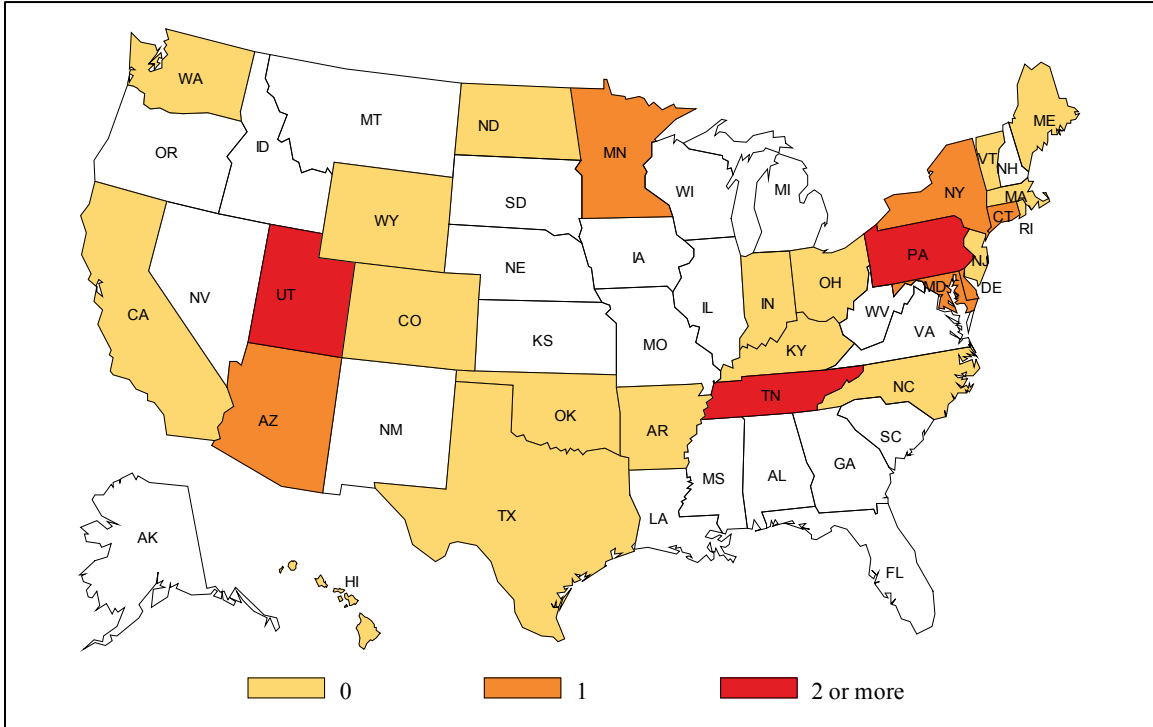 WA
MT
ND
MN
ME
OR
ID
WI
MI
VT
NH
NY
MA
CT
RI
SD
WY
NE
IA
PA
NJ
NV
UT
CO
KS
MO
IL
IN
OH
WV
MD
DE
VA
CA
KY
AZ
NM
OK
AR
TN
NC
SC
MS
AL
GA
TX
LA
FL
AK
HI
0
1
2 or more